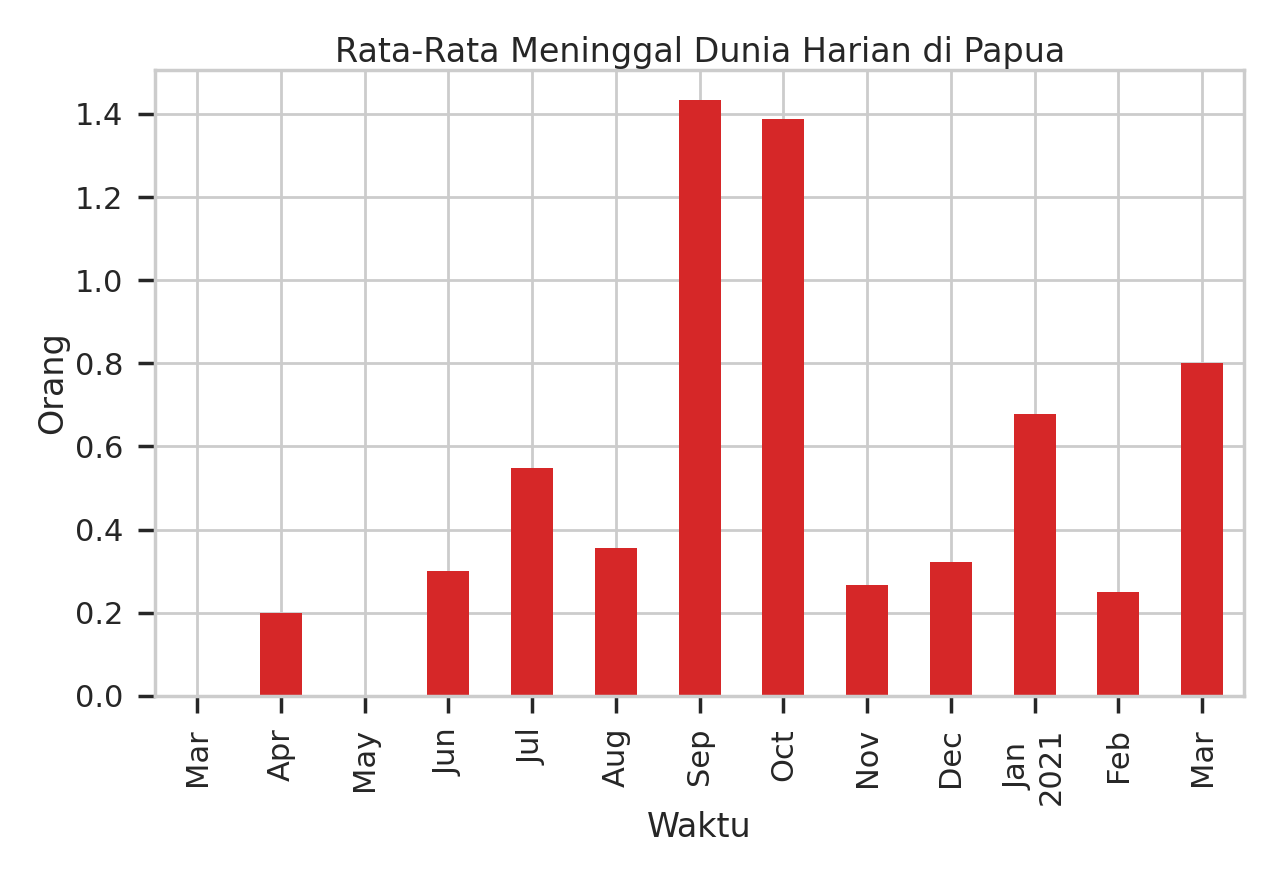 Rata-Rata Meninggal Dunia Harian di Papua
1.4
1.2
1.0
0.8
0.6
0.4
0.2
0.0
Orang
Mar
Apr
May
Jun
Jul
Aug
Sep
Oct
Nov
Dec
Jan
2021
Feb
Mar
Waktu